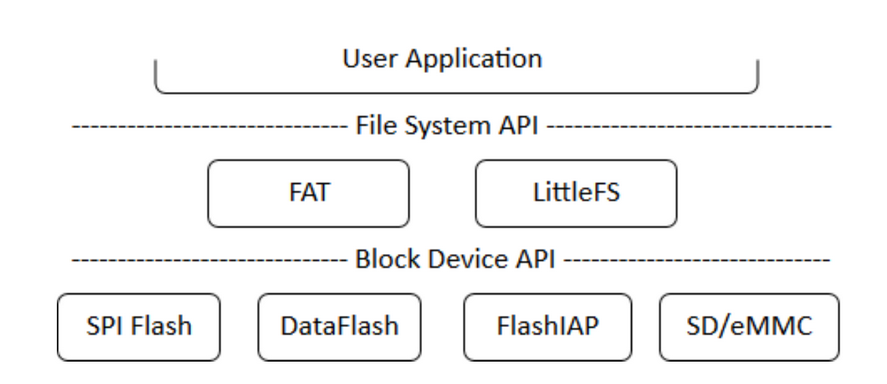 User Application
File System API
FAT LittleFS
Block Device API
SPI Flash DataFlash FlashIAP SD/eMMC